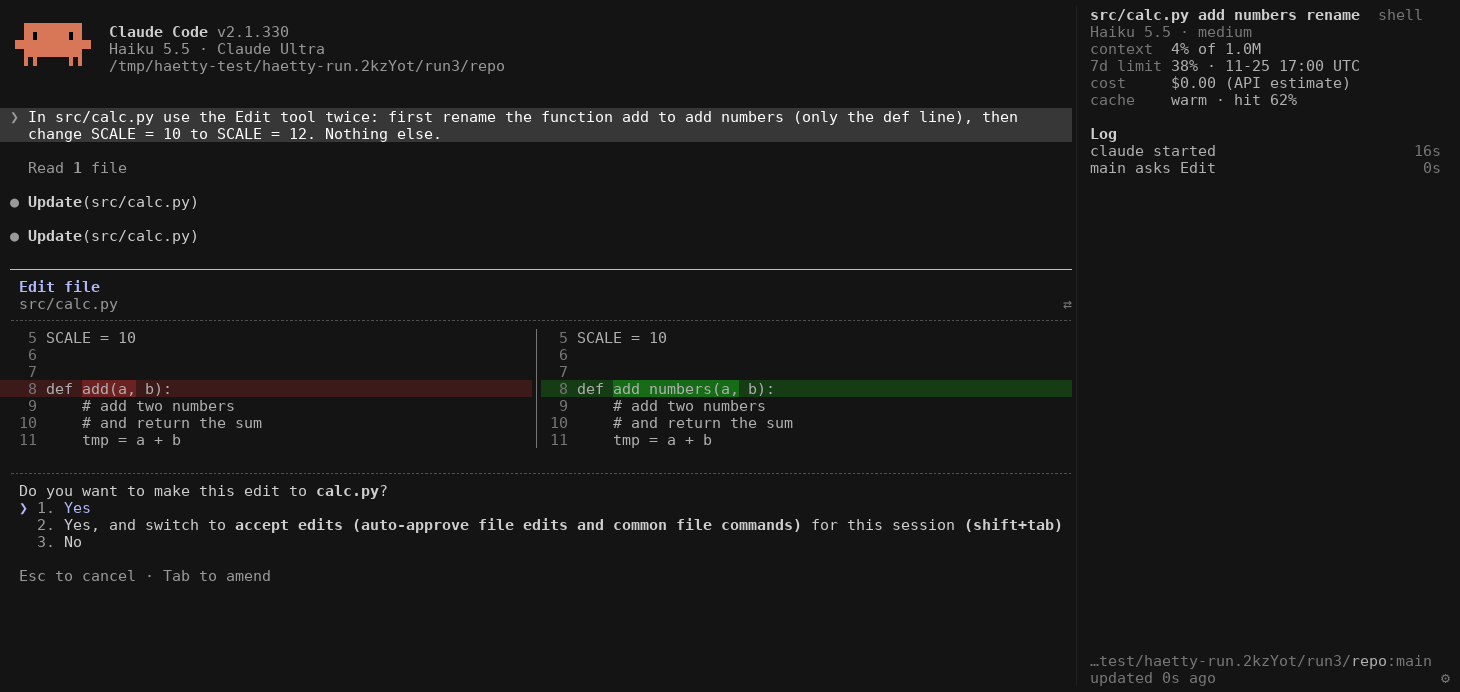 Claude Code v2.1.330
Haiku 5.5 · Claude Ultra
/tmp/haetty-test/haetty-run.2kzYot/run3/repo
❯ In src/calc.py use the Edit tool twice: first rename the function add to add numbers (only the def line), then
change SCALE = 10 to SCALE = 12. Nothing else.
Read 1 file
● Update(src/calc.py)
● Update(src/calc.py)
Edit file
src/calc.py ⇄
5 SCALE = 10
6
7
8 def add(a, b):
9     # add two numbers
10     # and return the sum
11     tmp = a + b
5 SCALE = 10
6
7
8 def add numbers(a, b):
9     # add two numbers
10     # and return the sum
11     tmp = a + b
Do you want to make this edit to calc.py?
❯ 1. Yes
2. Yes, and switch to accept edits (auto-approve file edits and common file commands) for this session (shift+tab)
3. No
Esc to cancel · Tab to amend
src/calc.py add numbers rename  shell
Haiku 5.5 · medium
context  4% of 1.0M
7d limit 38% · 11-25 17:00 UTC
cost     $0.00 (API estimate)
cache    warm · hit 62%
Log
claude started 16s
main asks Edit 0s
…test/haetty-run.2kzYot/run3/repo:main
updated 0s ago ⚙